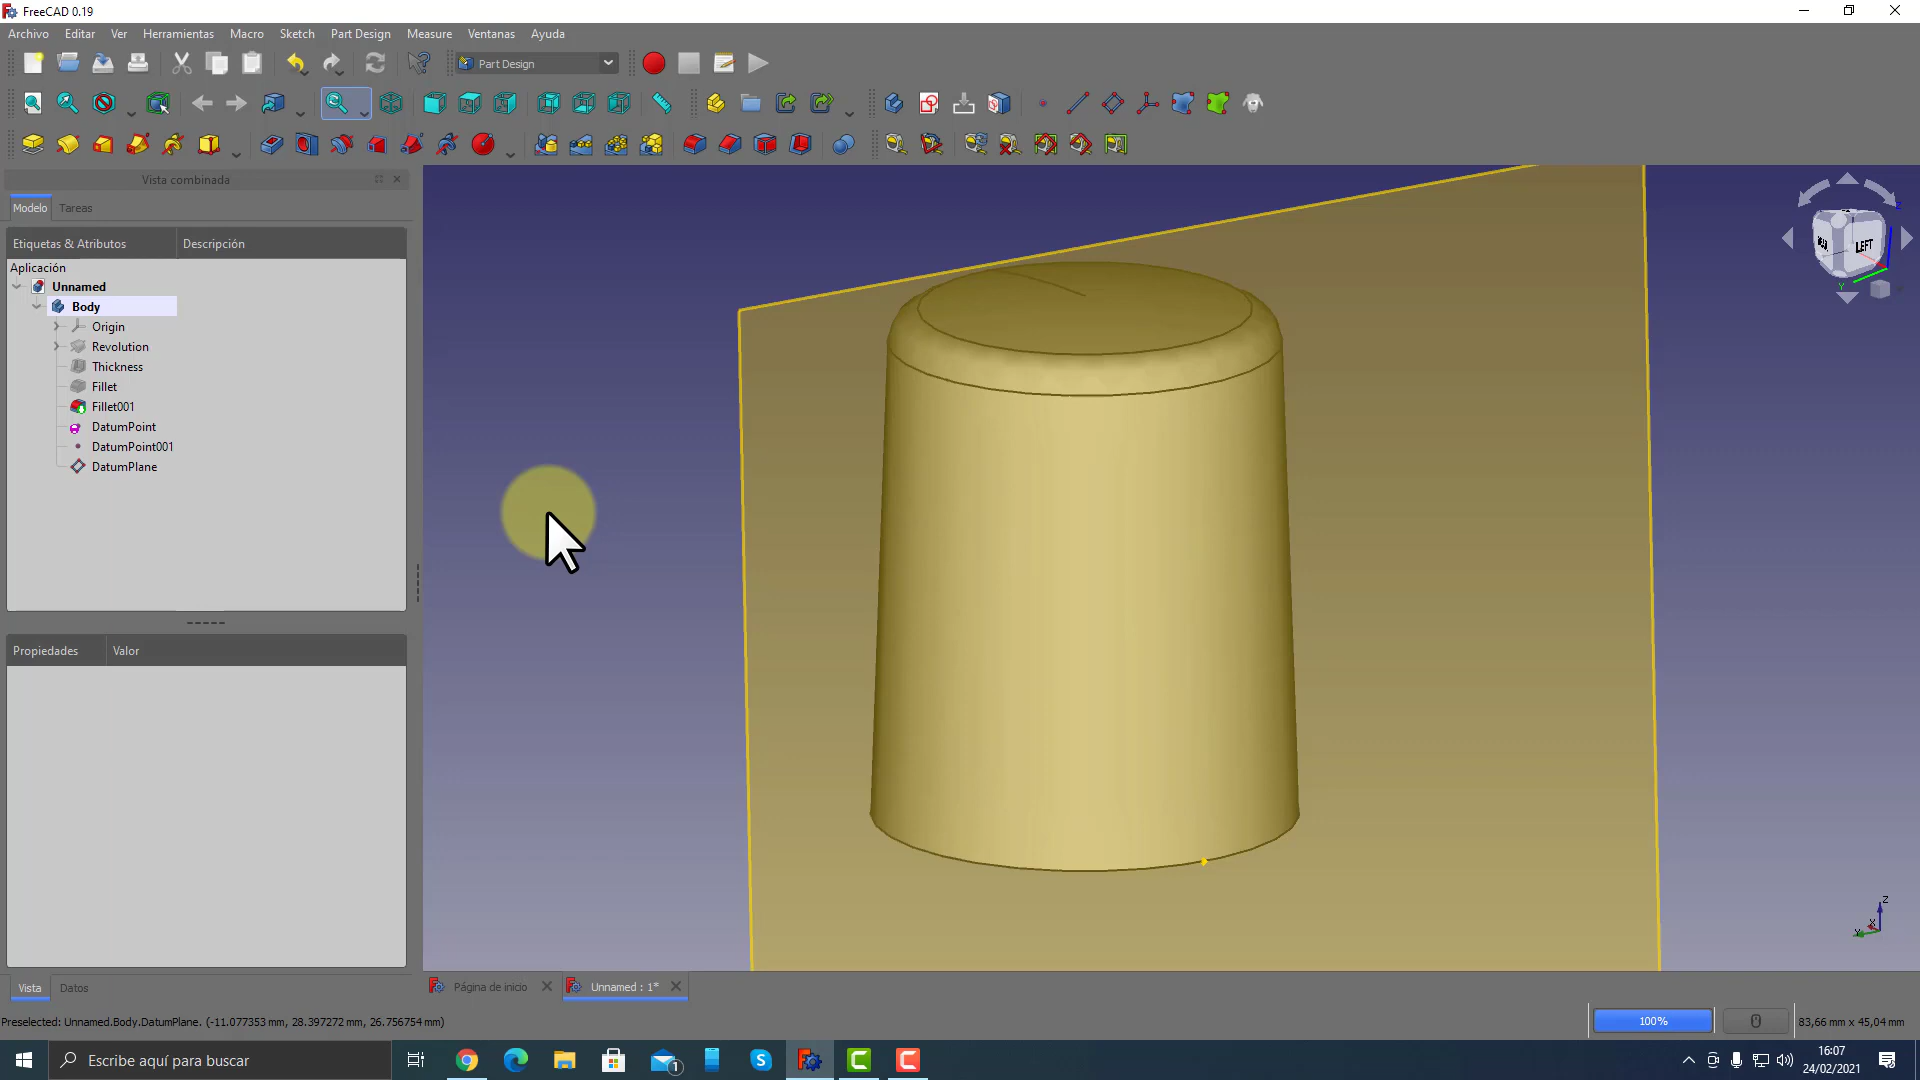 FreeCAD 0.19
Archivo Editar Ver Herramientas Macro Sketch Part Design Measure Ventanas Ayuda
Part Design
Vista combinada
Modelo Tareas
Etiquetas & Atributos Descripción
Aplicación
Unnamed
Body
Origin
Revolution
Thickness
Fillet
Fillet001
DatumPoint
DatumPoint001
DatumPlane
LEFT
Z
Y
Z
X
Y
Propiedades Valor
Vista Datos
Página de inicio Unnamed : 1*
Preselected: Unnamed.Body.DatumPlane. (-11.077353 mm, 28.397272 mm, 26.756754 mm)
100%
83,66 mm x 45,04 mm
Escribe aquí para buscar
1
16:07
24/02/2021